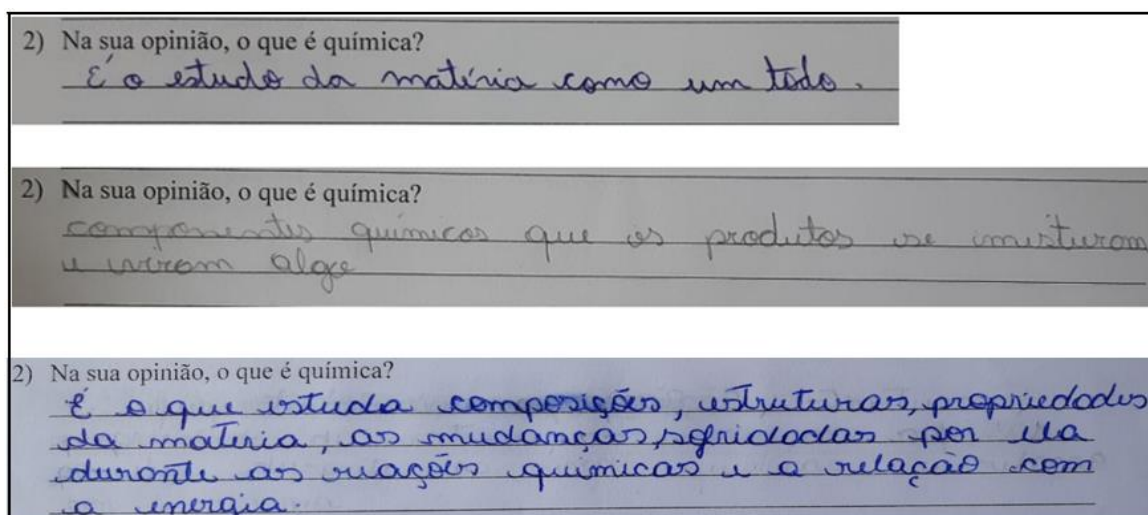 2) Na sua opinião, o que é química?
É o estudo da matéria como um todo.
2) Na sua opinião, o que é química?
componentes químicos que os produtos se misturam
e viram algo
2) Na sua opinião, o que é química?
É o que estuda composições, estruturas, propriedades
da materia, as mudanças, sofridadas por ela
durante as reações químicas e a relação com
a energia.